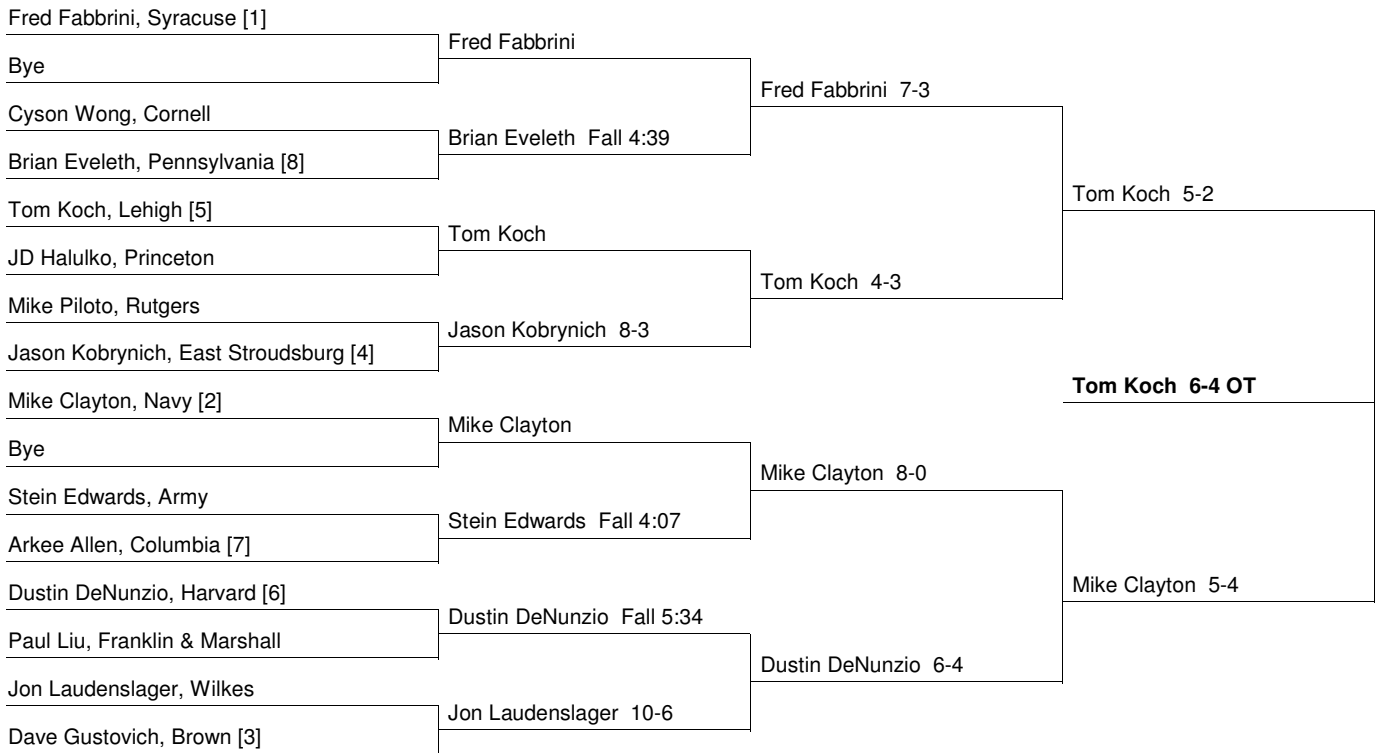 Fred Fabbrini, Syracuse [1]
Bye
Cyson Wong, Cornell
Brian Eveleth, Pennsylvania [8]
Tom Koch, Lehigh [5]
JD Halulko, Princeton
Mike Piloto, Rutgers
Jason Kobrynich, East Stroudsburg [4]
Mike Clayton, Navy [2]
Bye
Stein Edwards, Army
Arkee Allen, Columbia [7]
Dustin DeNunzio, Harvard [6]
Paul Liu, Franklin & Marshall
Jon Laudenslager, Wilkes
Dave Gustovich, Brown [3]
Fred Fabbrini
Brian Eveleth Fall 4:39
Tom Koch
Jason Kobrynich 8-3
Mike Clayton
Stein Edwards Fall 4:07
Dustin DeNunzio Fall 5:34
Jon Laudenslager 10-6
Fred Fabbrini 7-3
Tom Koch 4-3
Mike Clayton 8-0
Dustin DeNunzio 6-4
Tom Koch 5-2
Mike Clayton 5-4
Tom Koch 6-4 OT